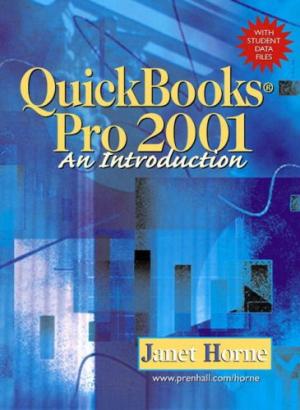 WITH
STUDENT
DATA
FILES
QuickBooks®
Pro 2001
An Introduction
Janet Horne
www.prenhall.com/horne